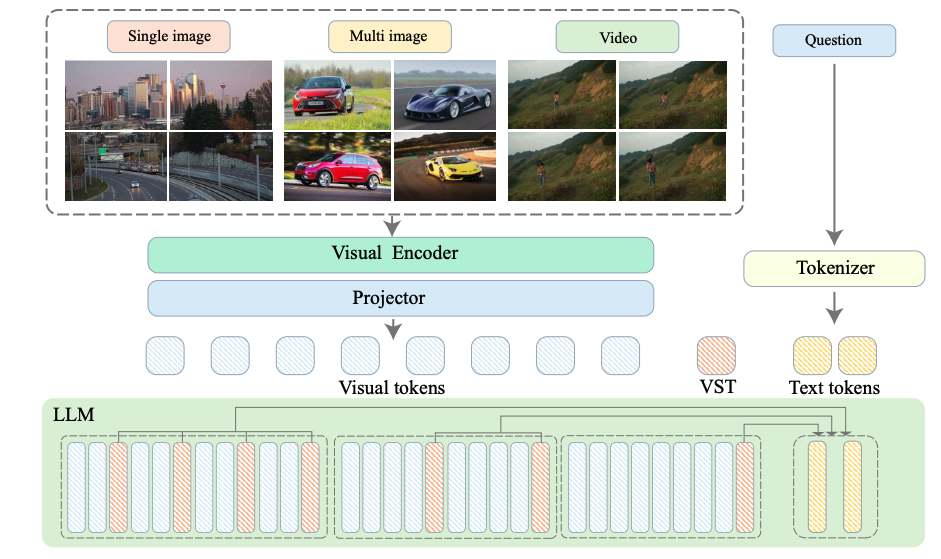 Single image
Multi image
Video
Question
Visual Encoder
Tokenizer
Projector
Visual tokens
VST
Text tokens
LLM